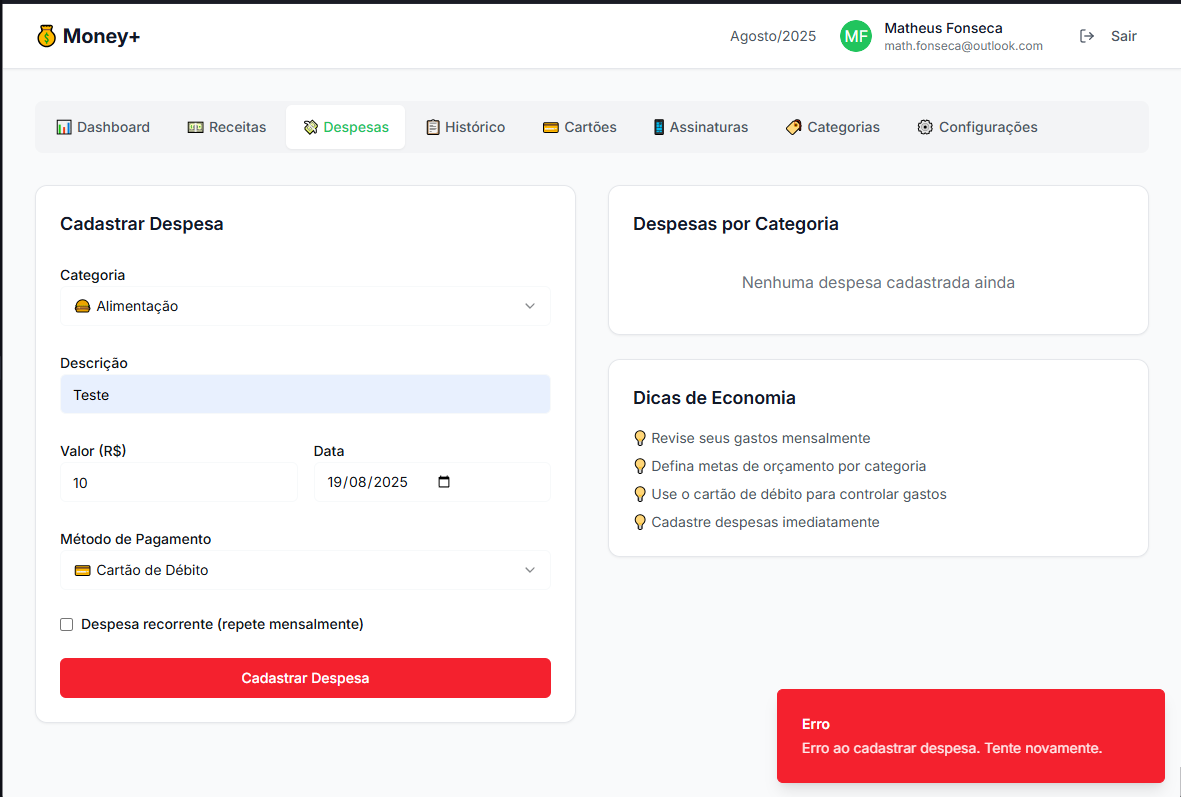 Money+
Agosto/2025
MF
Matheus Fonseca
math.fonseca@outlook.com
Sair
Dashboard
Receitas
Despesas
Histórico
Cartões
Assinaturas
Categorias
Configurações
Cadastrar Despesa
Categoria
Alimentação
Descrição
Teste
Valor (R$)
Data
10
19/08/2025
Método de Pagamento
Cartão de Débito
Despesa recorrente (repete mensalmente)
Cadastrar Despesa
Despesas por Categoria
Nenhuma despesa cadastrada ainda
Dicas de Economia
Revise seus gastos mensalmente
Defina metas de orçamento por categoria
Use o cartão de débito para controlar gastos
Cadastre despesas imediatamente
Erro
Erro ao cadastrar despesa. Tente novamente.